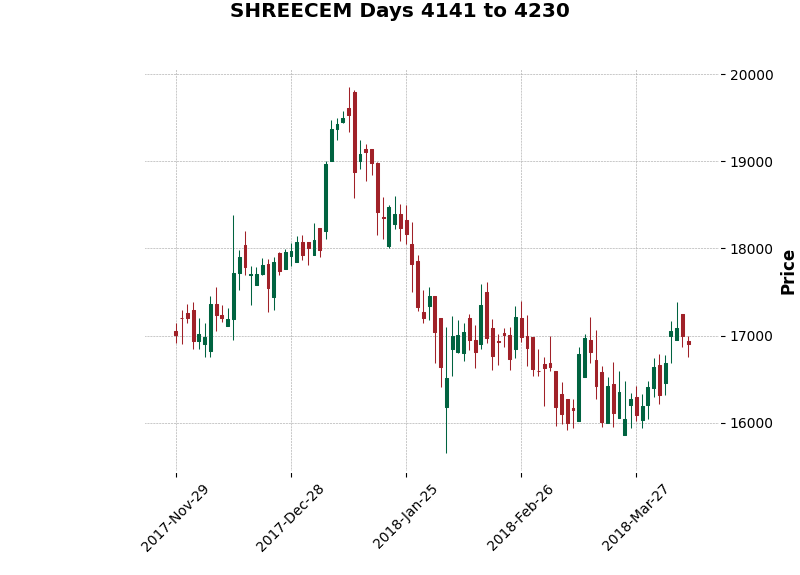 SHREECEM Days 4141 to 4230
20000
19000
18000
17000
16000
Price
2017-Nov-29
2017-Dec-28
2018-Jan-25
2018-Feb-26
2018-Mar-27